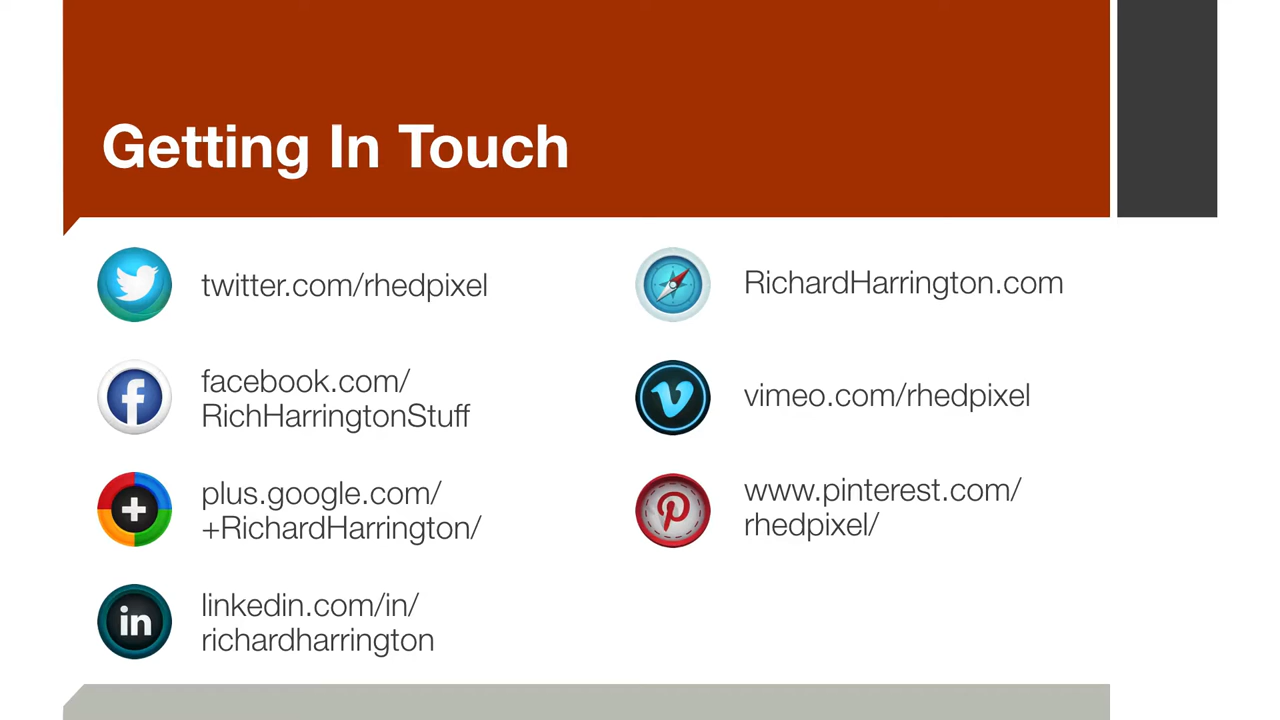 Getting In Touch
twitter.com/rhedpixel
facebook.com/
RichHarringtonStuff
plus.google.com/
+RichardHarrington/
linkedin.com/in/
richardharrington
RichardHarrington.com
vimeo.com/rhedpixel
www.pinterest.com/
rhedpixel/